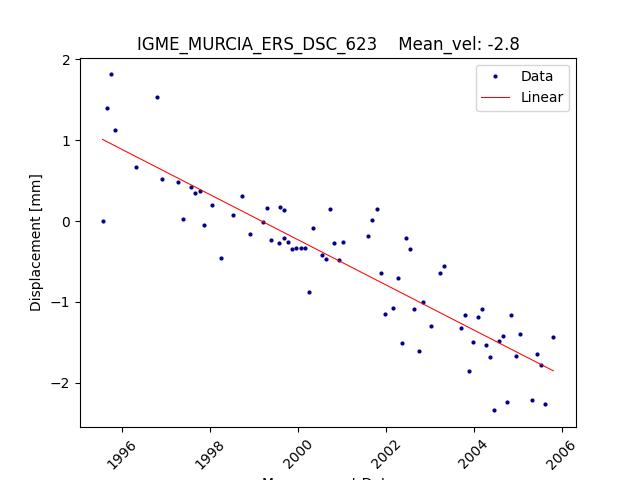 IGME_MURCIA_ERS_DSC_623    Mean_vel: -2.8
Data
Linear
Displacement [mm]
2
1
0
−1
−2
1996
1998
2000
2002
2004
2006